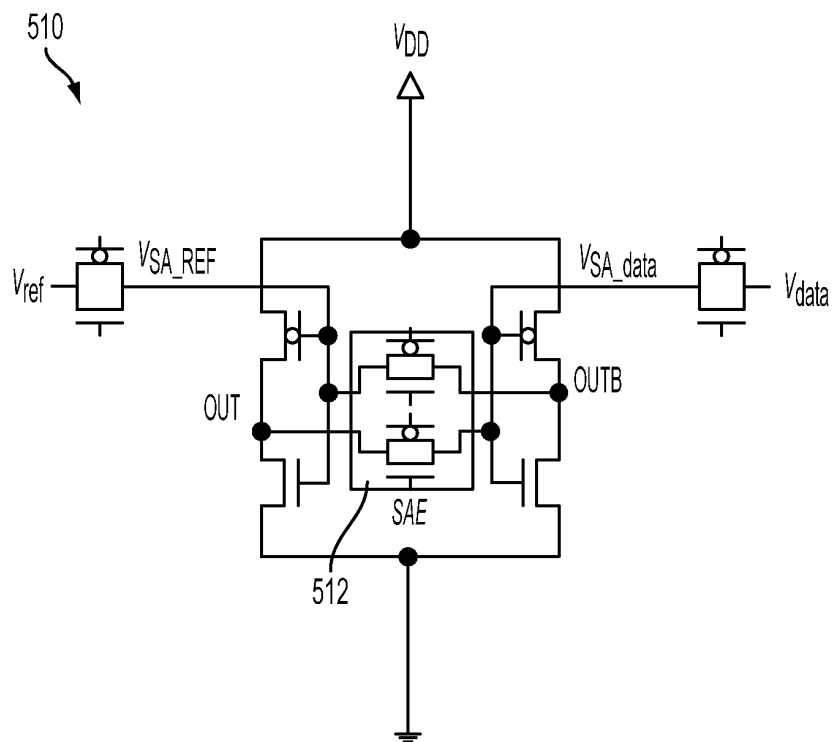 510
VDD
Vref
VSA_REF
VSA_data
Vdata
OUT
OUTB
SAE
512